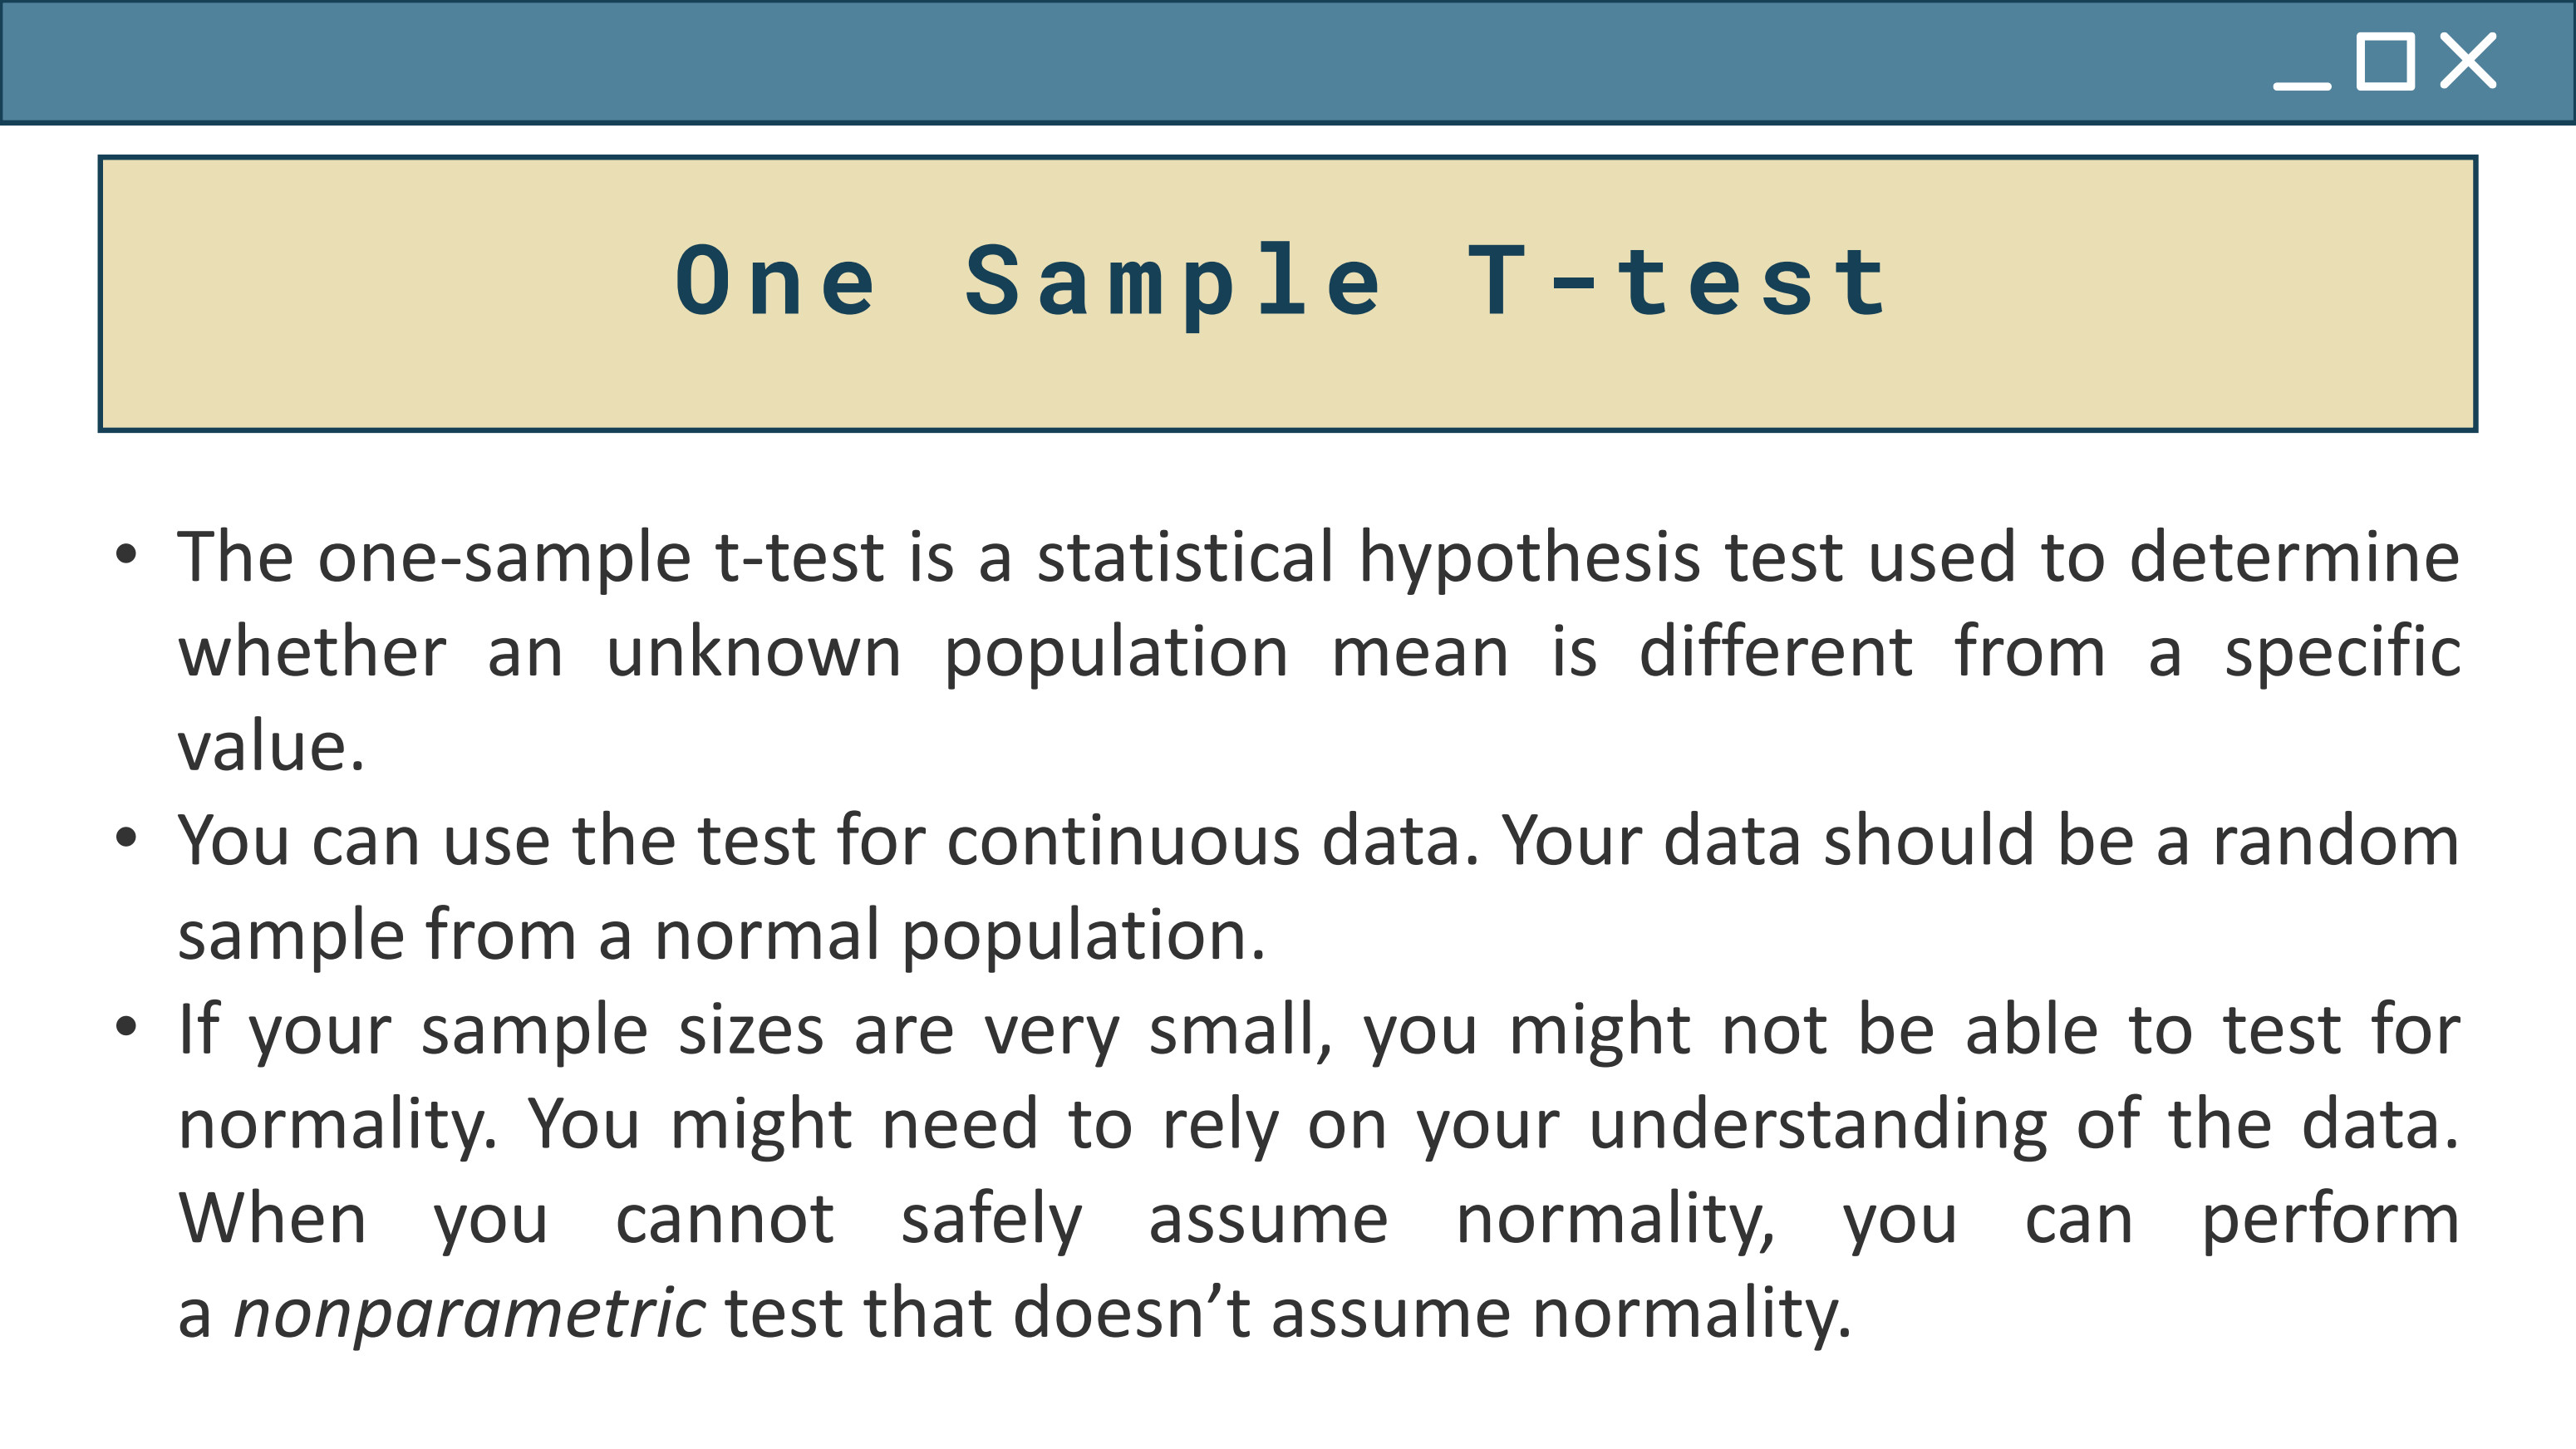 One Sample T-test
• The one-sample t-test is a statistical hypothesis test used to determine
whether an unknown population mean is different from a specific
value.
• You can use the test for continuous data. Your data should be a random
sample from a normal population.
• If your sample sizes are very small, you might not be able to test for
normality. You might need to rely on your understanding of the data.
When you cannot safely assume normality, you can perform
a nonparametric test that doesn’t assume normality.